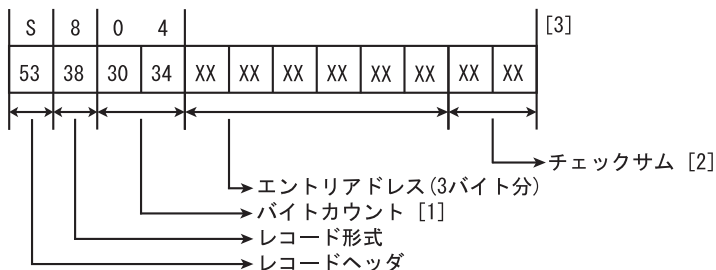 S 8 0 4 [3]
53 38 30 34 XX XX XX XX XX XX XX XX
チェックサム [2]
エントリアドレス(3バイト分)
バイトカウント [1]
レコード形式
レコードヘッダ